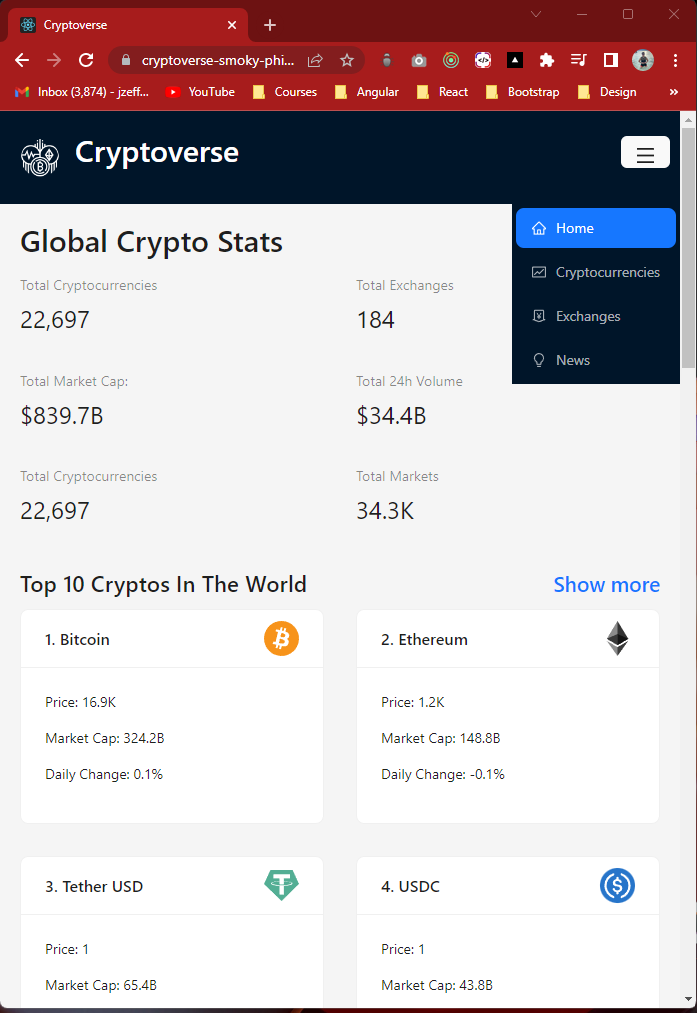 Cryptoverse
cryptoverse-smoky-phi...
Inbox (3,874) - jzeff...
YouTube
Courses
Angular
React
Bootstrap
Design
»
Cryptoverse
Home
Cryptocurrencies
Exchanges
News
Global Crypto Stats
Total Cryptocurrencies
Total Exchanges
22,697
184
Total Market Cap:
Total 24h Volume
$839.7B
$34.4B
Total Cryptocurrencies
Total Markets
22,697
34.3K
Top 10 Cryptos In The World
Show more
1. Bitcoin
Price: 16.9K
Market Cap: 324.2B
Daily Change: 0.1%
2. Ethereum
Price: 1.2K
Market Cap: 148.8B
Daily Change: -0.1%
3. Tether USD
Price: 1
Market Cap: 65.4B
4. USDC
Price: 1
Market Cap: 43.8B